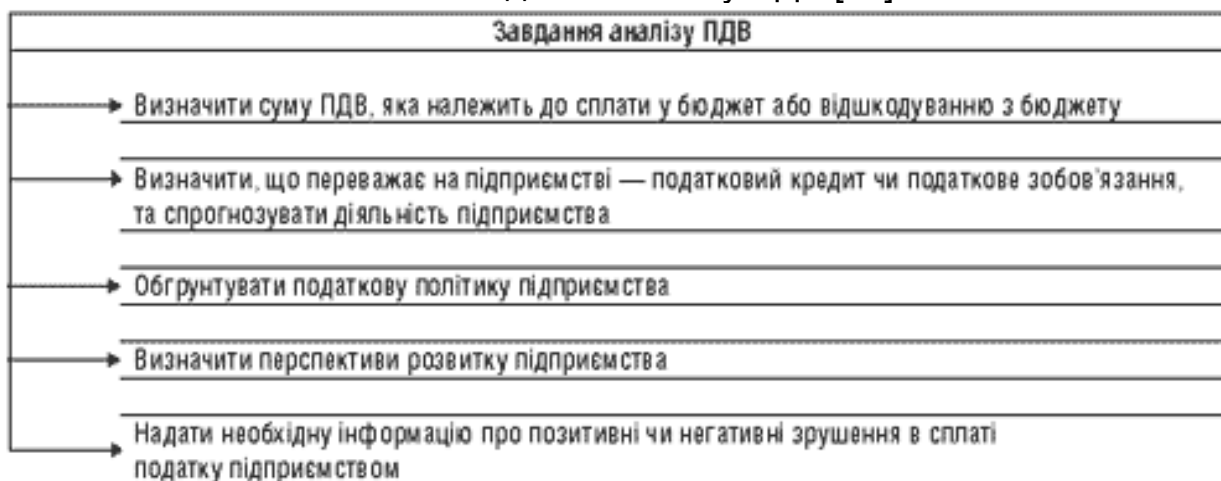 Завдання аналізу ПДВ
Визначити суму ПДВ, яка належить до сплати у бюджет або відшкодуванню з бюджету
Визначити, що переважає на підприємстві — податковий кредит чи податкове зобов'язання,
та спрогнозувати діяльність підприємства
Обгрунтувати податкову політику підприємства
Визначити перспективи розвитку підприємства
Надати необхідну інформацію про позитивні чи негативні зрушення в сплаті
податку підприємством